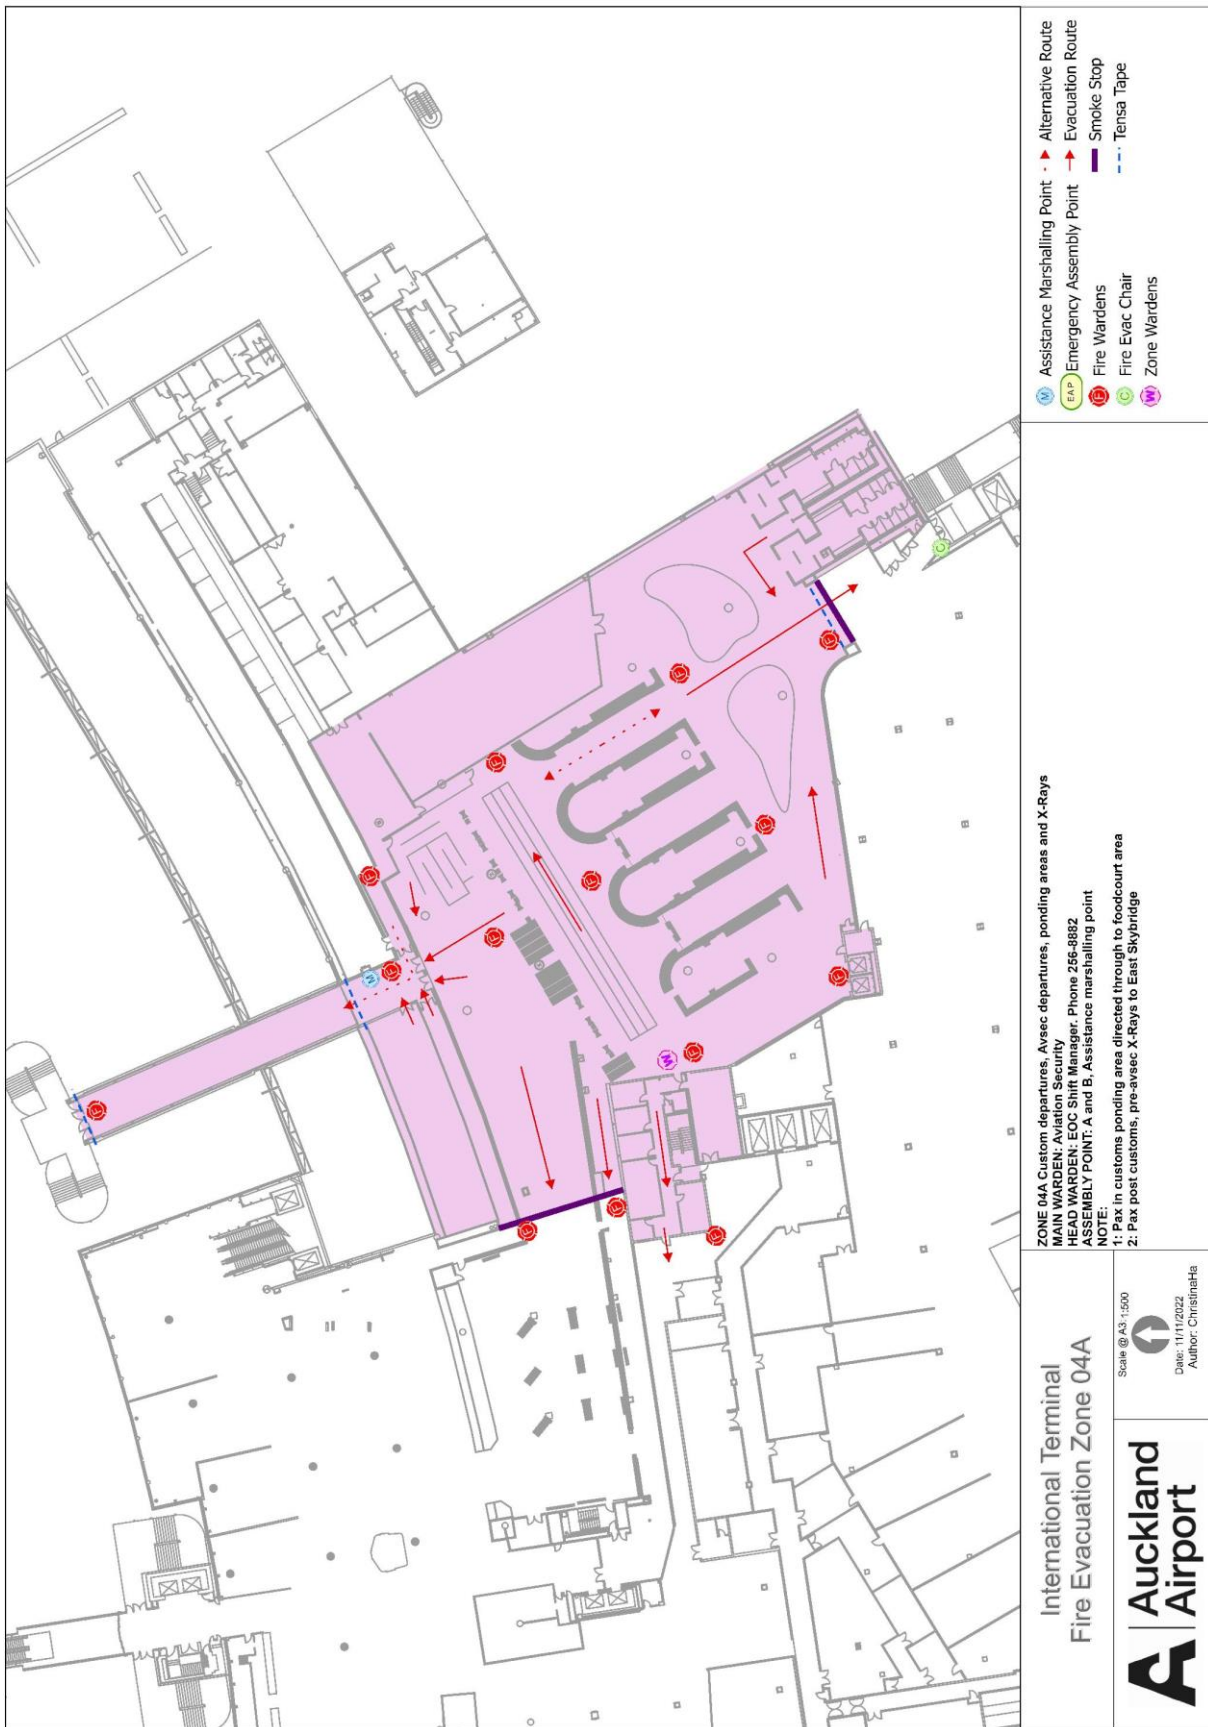 Assistance Marshalling Point
Alternative Route
Emergency Assembly Point
Evacuation Route
Fire Wardens
Smoke Stop
Fire Evac Chair
Tensa Tape
Zone Wardens
M
EAP
F
C
W
ZONE 04A Custom departures, Avsec departures, ponding areas and X-Rays
MAIN WARDEN: Aviation Security
HEAD WARDEN: EOC Shift Manager. Phone 256-8882
ASSEMBLY POINT: A and B, Assistance marshalling point
NOTE:
1: Pax in customs ponding area directed through to foodcourt area
2: Pax post customs, pre-avsec X-Rays to East Skybridge
International Terminal
Fire Evacuation Zone 04A
Scale @ A3 1:500
Date: 11/11/2022
Author: ChristinaHa
Auckland
Airport
F
F
M
F
F
F
F
F
F
F
F
C
W
F
F
F
F
F